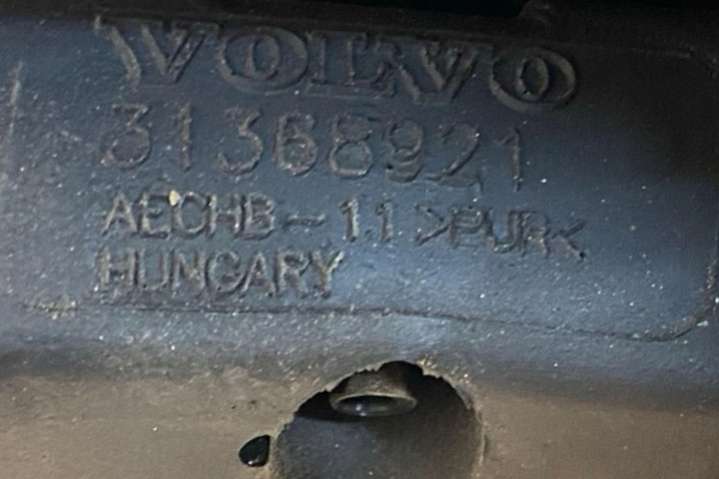 VOLVO
31368921
AECHB-11 >PUR<
HUNGARY